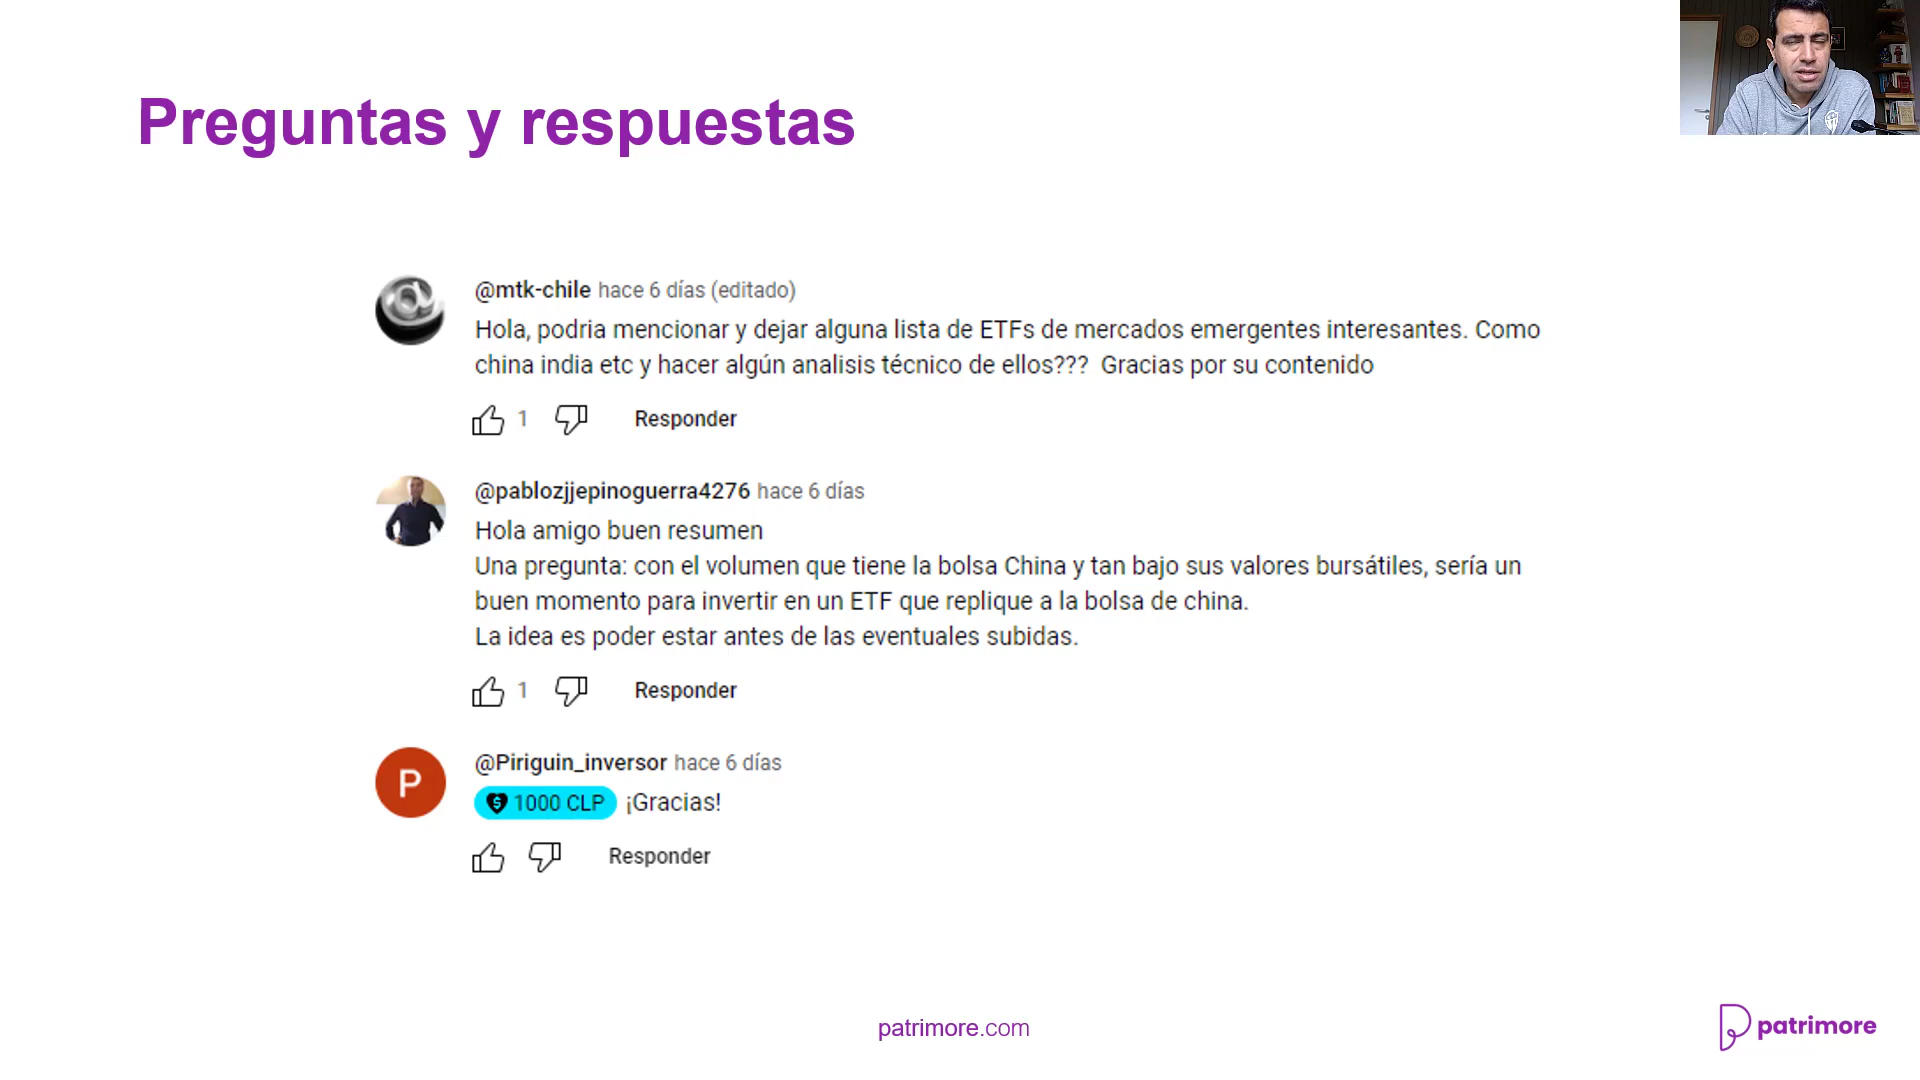 Preguntas y respuestas
@mtk-chile hace 6 días (editado)
Hola, podria mencionar y dejar alguna lista de ETFs de mercados emergentes interesantes. Como
china india etc y hacer algún analisis técnico de ellos???  Gracias por su contenido
1 Responder
@pablozjjepinoguerra4276 hace 6 días
Hola amigo buen resumen
Una pregunta: con el volumen que tiene la bolsa China y tan bajo sus valores bursátiles, sería un
buen momento para invertir en un ETF que replique a la bolsa de china.
La idea es poder estar antes de las eventuales subidas.
1 Responder
P
@Piriguin_inversor hace 6 días
$ 1000 CLP ¡Gracias!
Responder
patrimore.com
patrimore